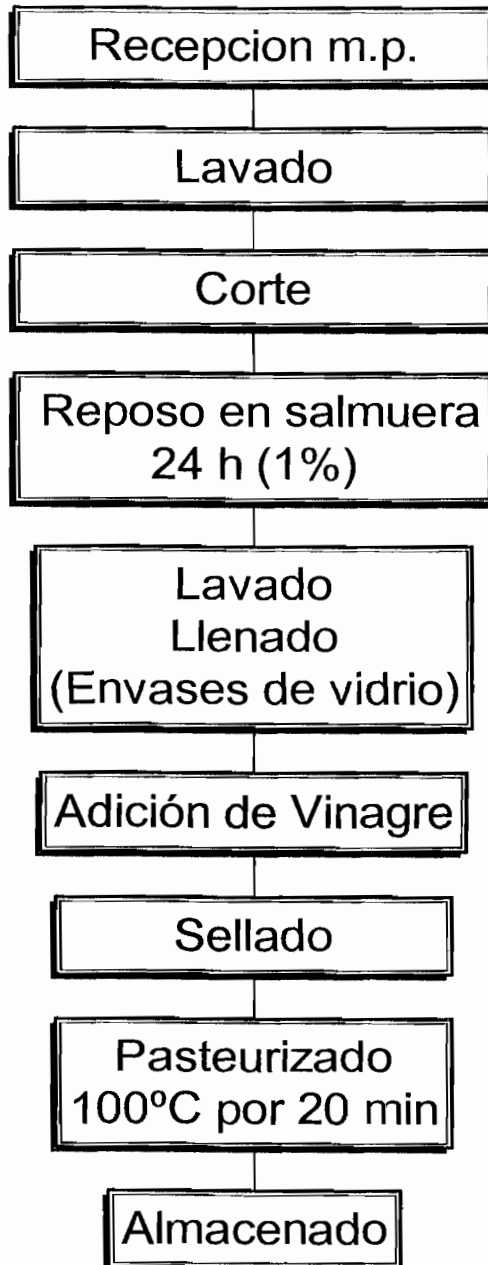 Recepcion m.p.
Lavado
Corte
Reposo en salmuera
24 h (1%)
Lavado
Llenado
(Envases de vidrio)
Adición de Vinagre
Sellado
Pasteurizado
100ºC por 20 min
Almacenado